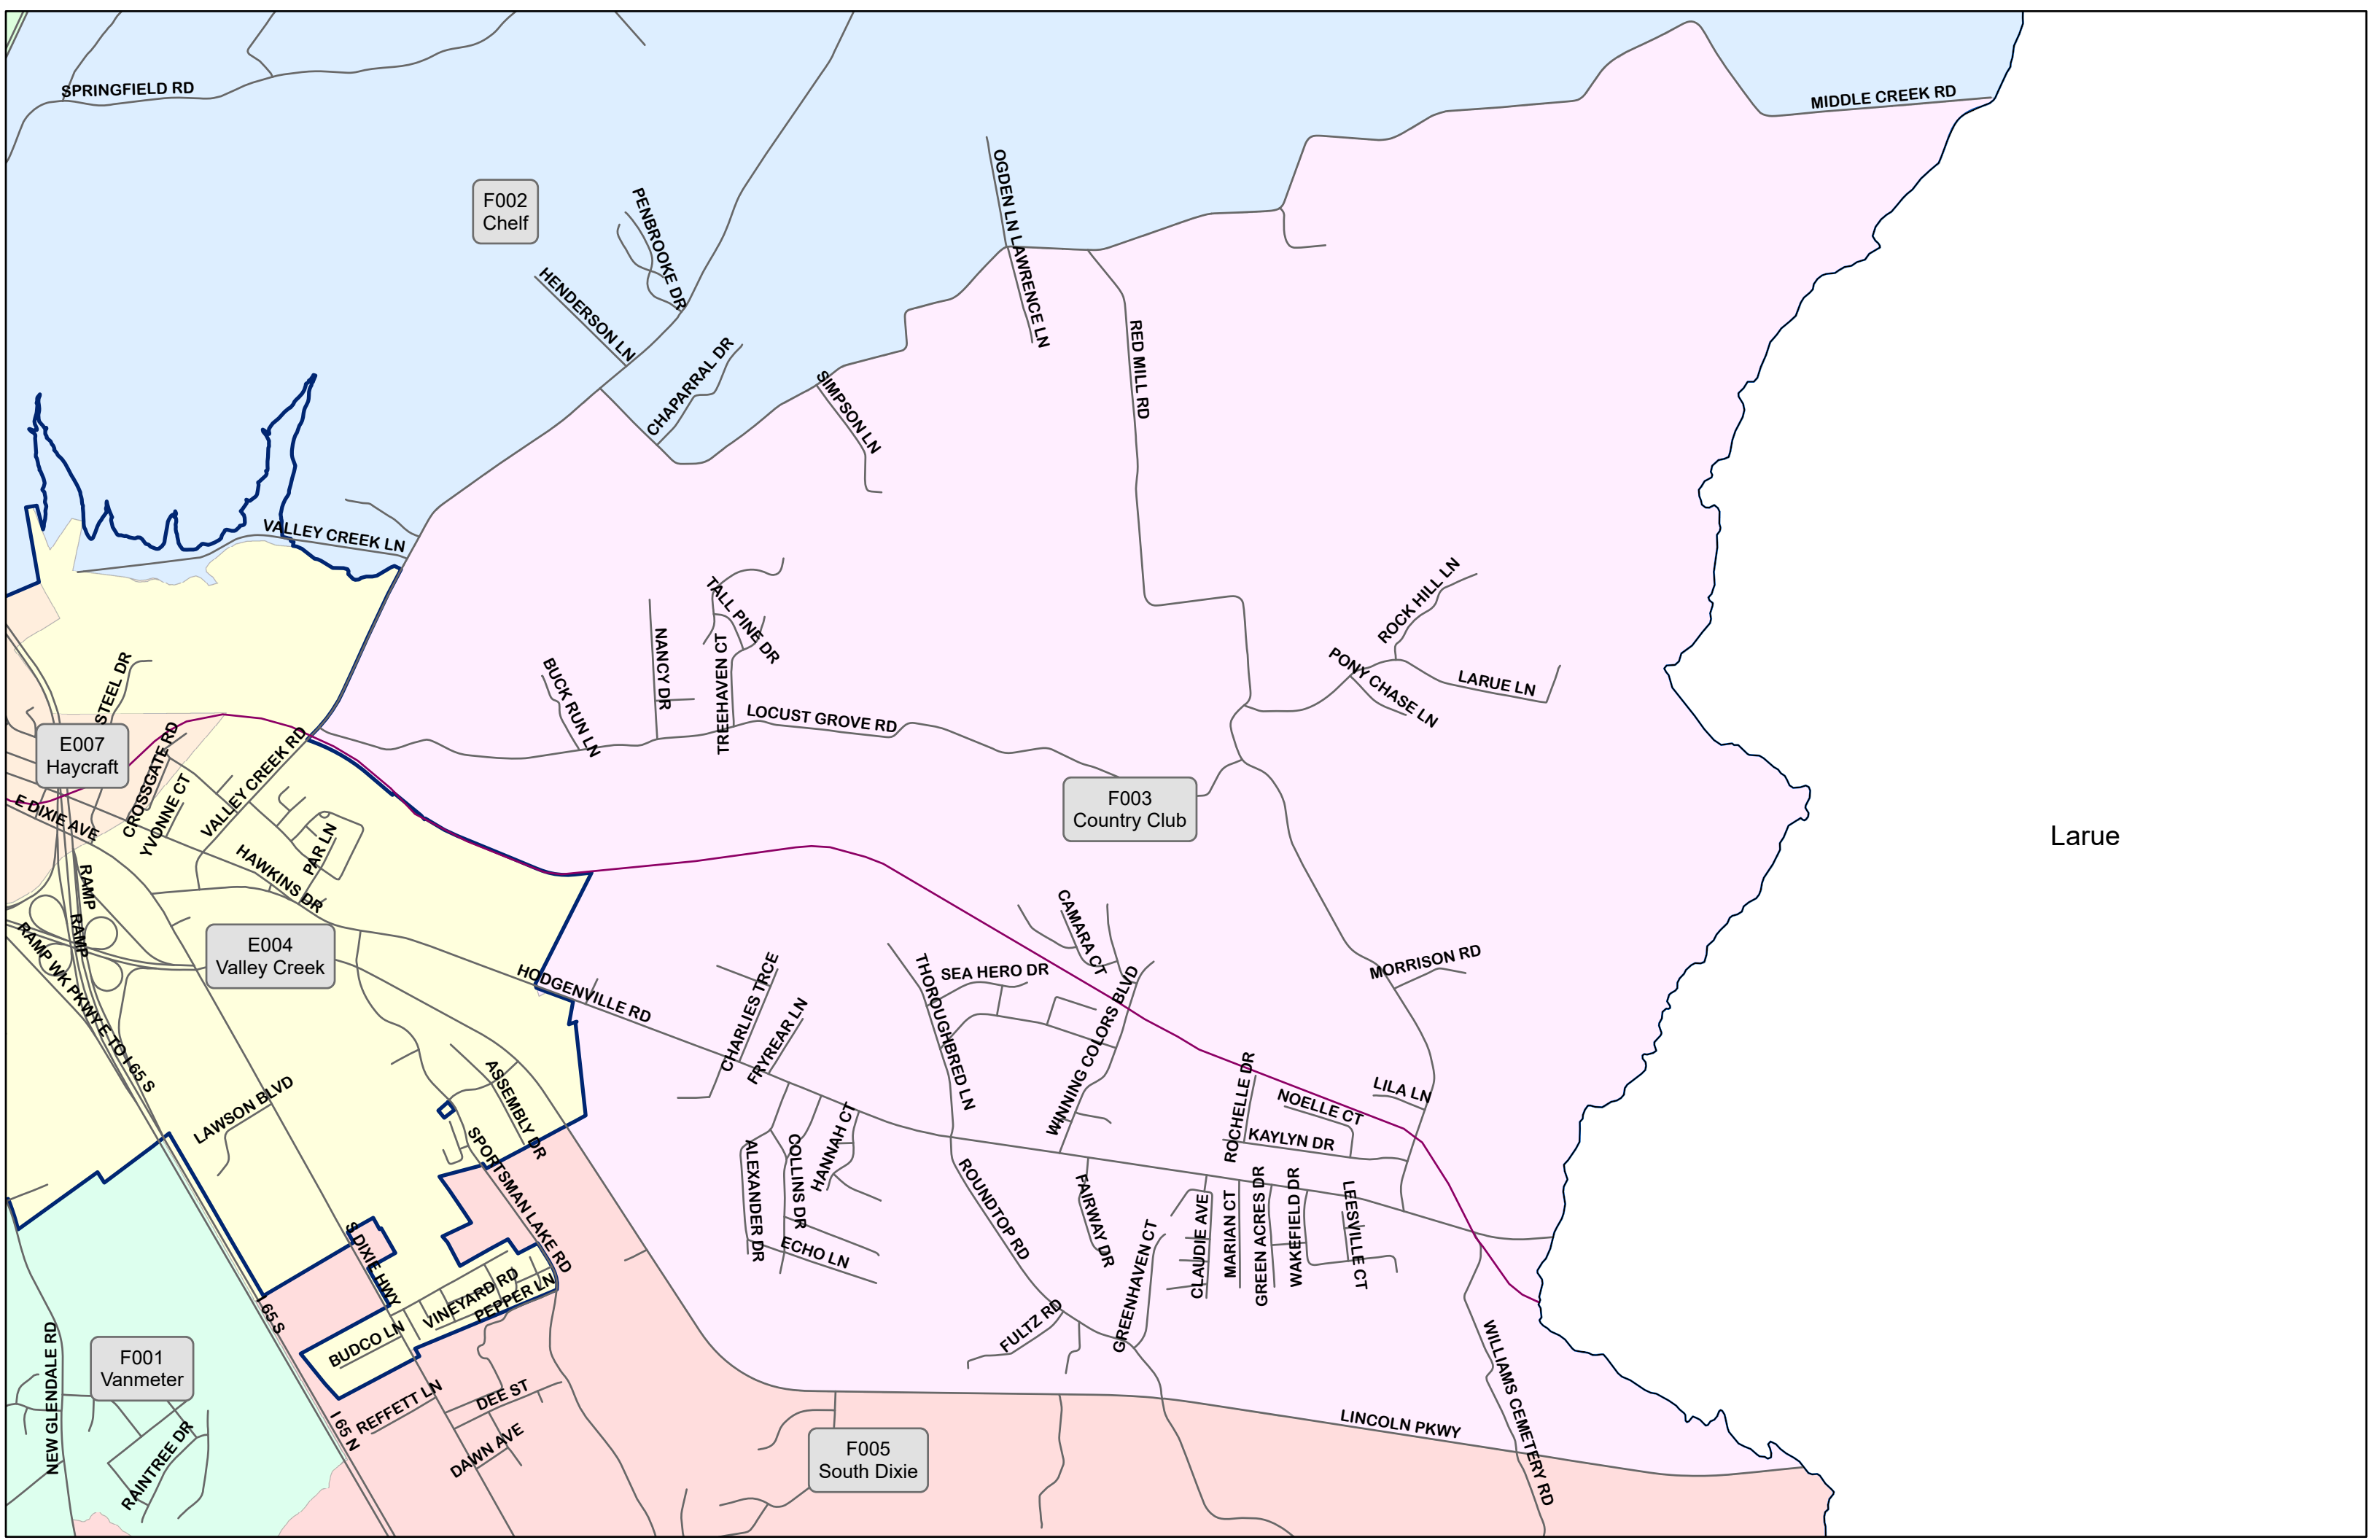 SPRINGFIELD RD
MIDDLE CREEK RD
F002
Chelf
PENBROOKE DR
OGDEN LN
LAWRENCE LN
HENDERSON LN
CHAPARRAL DR
SIMPSON LN
RED MILL RD
VALLEY CREEK LN
ROCK HILL LN
TALL PINE DR
NANCY DR
TREEHAVEN CT
BUCK RUN LN
PONY CHASE LN
LARUE LN
STEEL DR
LOCUST GROVE RD
E007
Haycraft
CROSSGATE RD
YVONNE CT
VALLEY CREEK RD
E DIXIE AVE
F003
Country Club
Larue
PAR LN
HAWKINS DR
RAMP
RAMP
RAMP WK PKWY E TO I-65 S
E004
Valley Creek
HODGENVILLE RD
CAMARA CT
SEA HERO DR
THOROUGHBRED LN
WINNING COLORS BLVD
MORRISON RD
CHARLIES TRCE
FRYREAR LN
ASSEMBLY DR
LAWSON BLVD
ROCHELLE DR
NOELLE CT
LILA LN
KAYLYN DR
SPORTSMAN LAKE RD
ALEXANDER DR
COLLINS DR
HANNAH CT
ECHO LN
ROUNDTOP RD
FAIRWAY DR
GREENHAVEN CT
CLAUDIE AVE
MARIAN CT
GREEN ACRES DR
WAKEFIELD DR
LEESVILLE CT
S DIXIE HWY
VINEYARD RD
PEPPER LN
BUDCO LN
I 65 S
FULTZ RD
WILLIAMS CEMETERY RD
NEW GLENDALE RD
F001
Vanmeter
REFFETT LN
DEE ST
DAWN AVE
I 65 N
RAINTREE DR
LINCOLN PKWY
F005
South Dixie